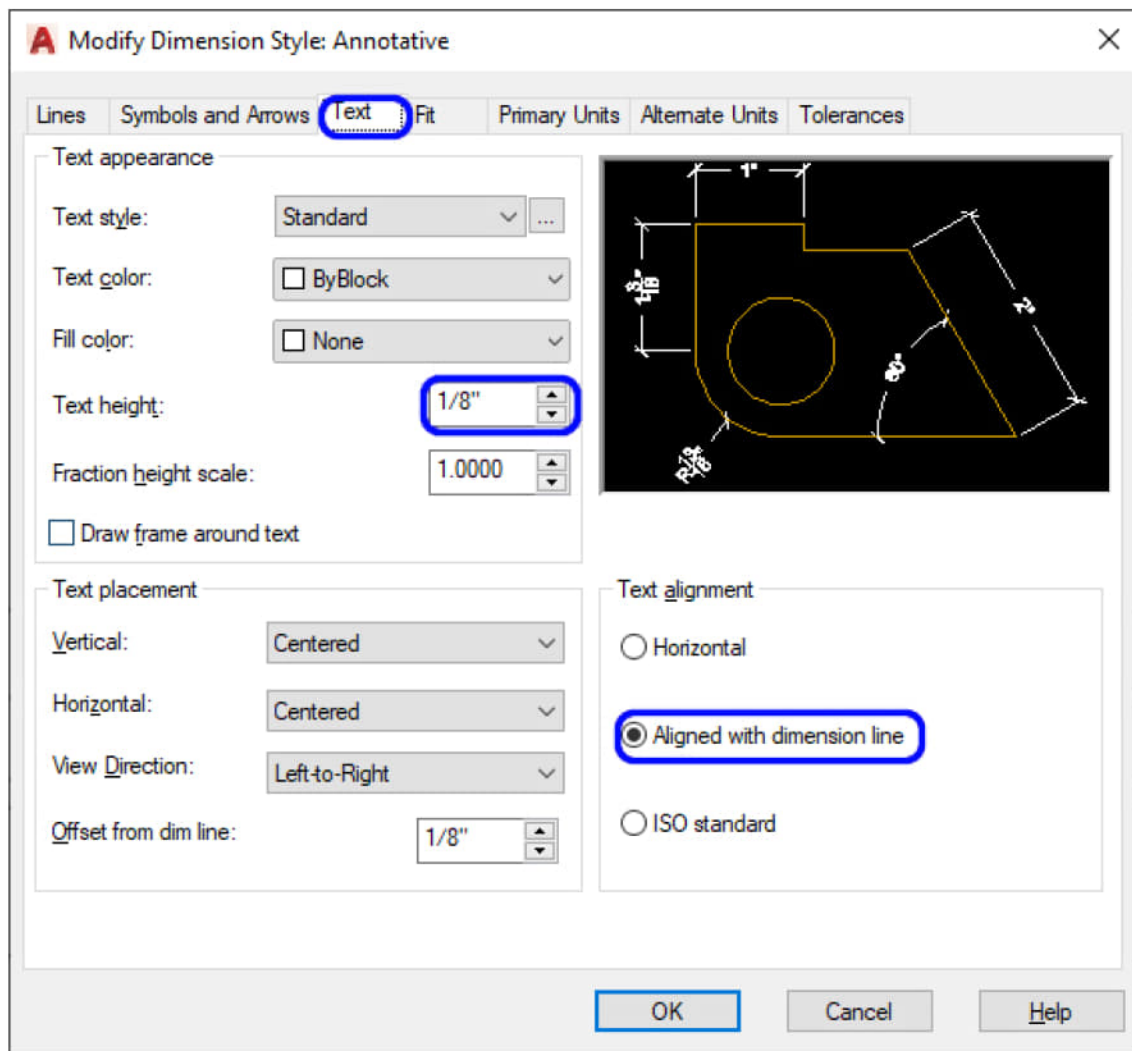 Modify Dimension Style: Annotative
Lines Symbols and Arrows Text Fit Primary Units Alternate Units Tolerances
Text appearance
Text style: Standard ...
Text color: ByBlock
Fill color: None
Text height: 1/8"
Fraction height scale: 1.0000
Draw frame around text
1"
2"
60°
Text placement
Vertical: Centered
Horizontal: Centered
View Direction: Left-to-Right
Offset from dim line: 1/8"
Text alignment
Horizontal
Aligned with dimension line
ISO standard
OK Cancel Help